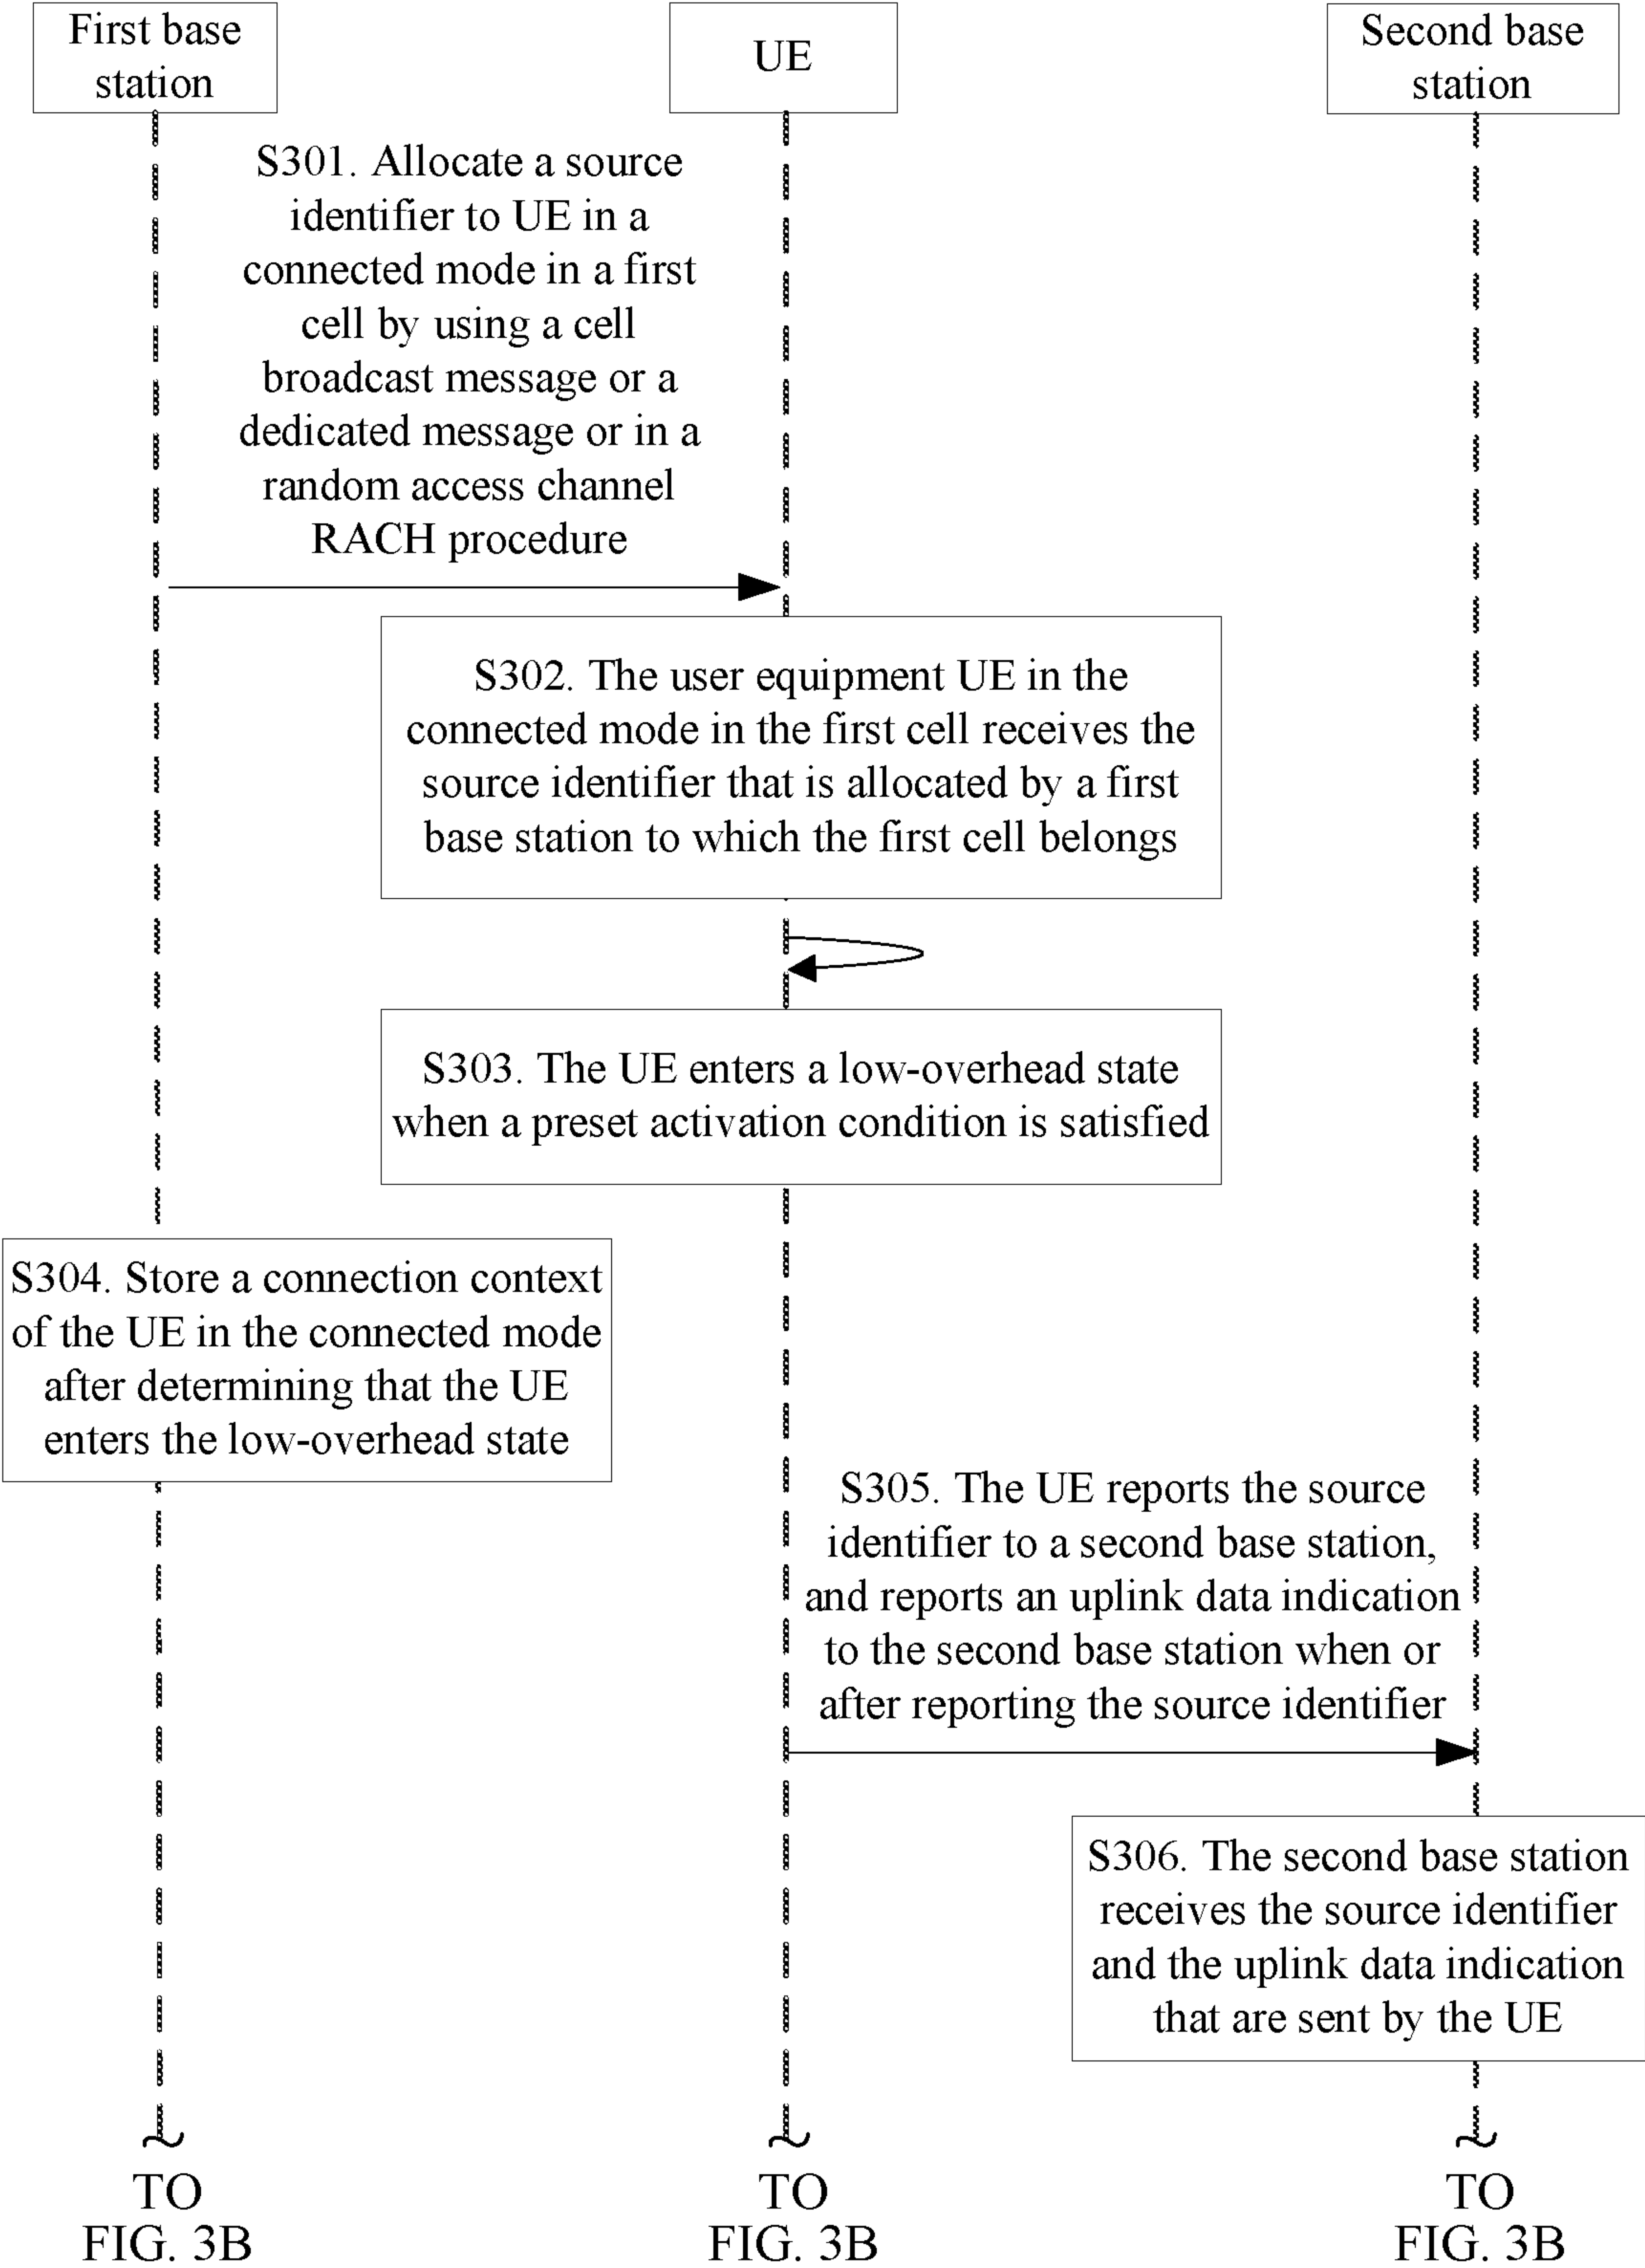 First base
station
UE
Second base
station
S301. Allocate a source
identifier to UE in a
connected mode in a first
cell by using a cell
broadcast message or a
dedicated message or in a
random access channel
RACH procedure
S302. The user equipment UE in the
connected mode in the first cell receives the
source identifier that is allocated by a first
base station to which the first cell belongs
S303. The UE enters a low-overhead state
when a preset activation condition is satisfied
S304. Store a connection context
of the UE in the connected mode
after determining that the UE
enters the low-overhead state
S305. The UE reports the source
identifier to a second base station,
and reports an uplink data indication
to the second base station when or
after reporting the source identifier
S306. The second base station
receives the source identifier
and the uplink data indication
that are sent by the UE
TO
FIG. 3B
TO
FIG. 3B
TO
FIG. 3B